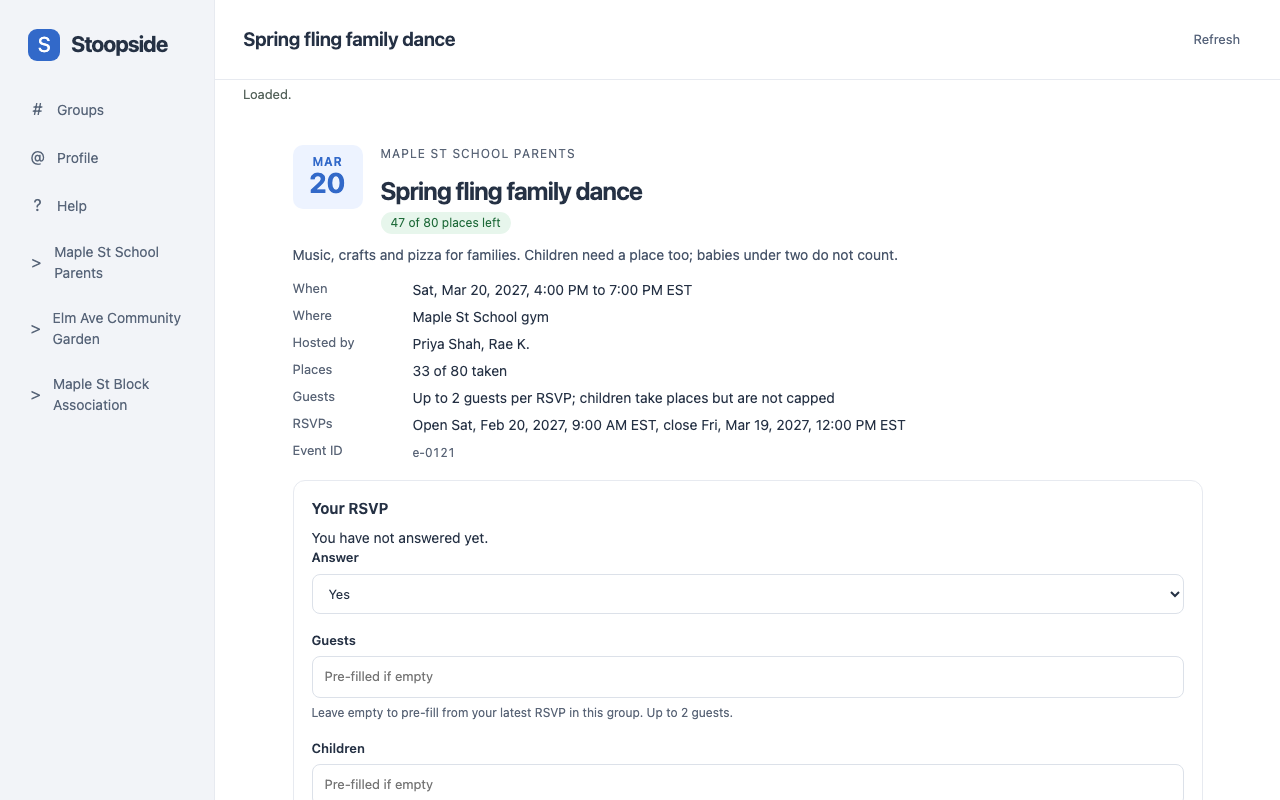 S Stoopside
# Groups
@ Profile
? Help
> Maple St School
Parents
> Elm Ave Community
Garden
> Maple St Block
Association
Spring fling family dance
Refresh
Loaded.
MAR
20
MAPLE ST SCHOOL PARENTS
Spring fling family dance
47 of 80 places left
Music, crafts and pizza for families. Children need a place too; babies under two do not count.
When Sat, Mar 20, 2027, 4:00 PM to 7:00 PM EST
Where Maple St School gym
Hosted by Priya Shah, Rae K.
Places 33 of 80 taken
Guests Up to 2 guests per RSVP; children take places but are not capped
RSVPs Open Sat, Feb 20, 2027, 9:00 AM EST, close Fri, Mar 19, 2027, 12:00 PM EST
Event ID e-0121
Your RSVP
You have not answered yet.
Answer
Yes
Guests
Pre-filled if empty
Leave empty to pre-fill from your latest RSVP in this group. Up to 2 guests.
Children
Pre-filled if empty